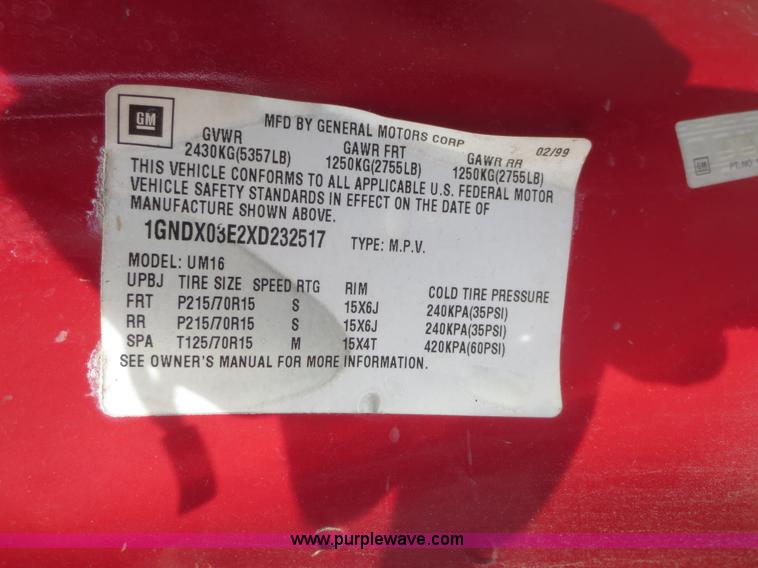 GM
MFD BY GENERAL MOTORS CORP 02/99
GVWR GAWR FRT GAWR RR
2430KG(5357LB) 1250KG(2755LB) 1250KG(2755LB)
THIS VEHICLE CONFORMS TO ALL APPLICABLE U.S. FEDERAL MOTOR
VEHICLE SAFETY STANDARDS IN EFFECT ON THE DATE OF
MANUFACTURE SHOWN ABOVE.
1GNDX03E2XD232517 TYPE: M.P.V.
MODEL: UM16
UPBJ TIRE SIZE SPEED RTG RIM COLD TIRE PRESSURE
FRT P215/70R15 S 15X6J 240KPA(35PSI)
RR P215/70R15 S 15X6J 240KPA(35PSI)
SPA T125/70R15 M 15X4T 420KPA(60PSI)
SEE OWNER'S MANUAL FOR MORE INFORMATION.
GM
PT. NO.
www.purplewave.com